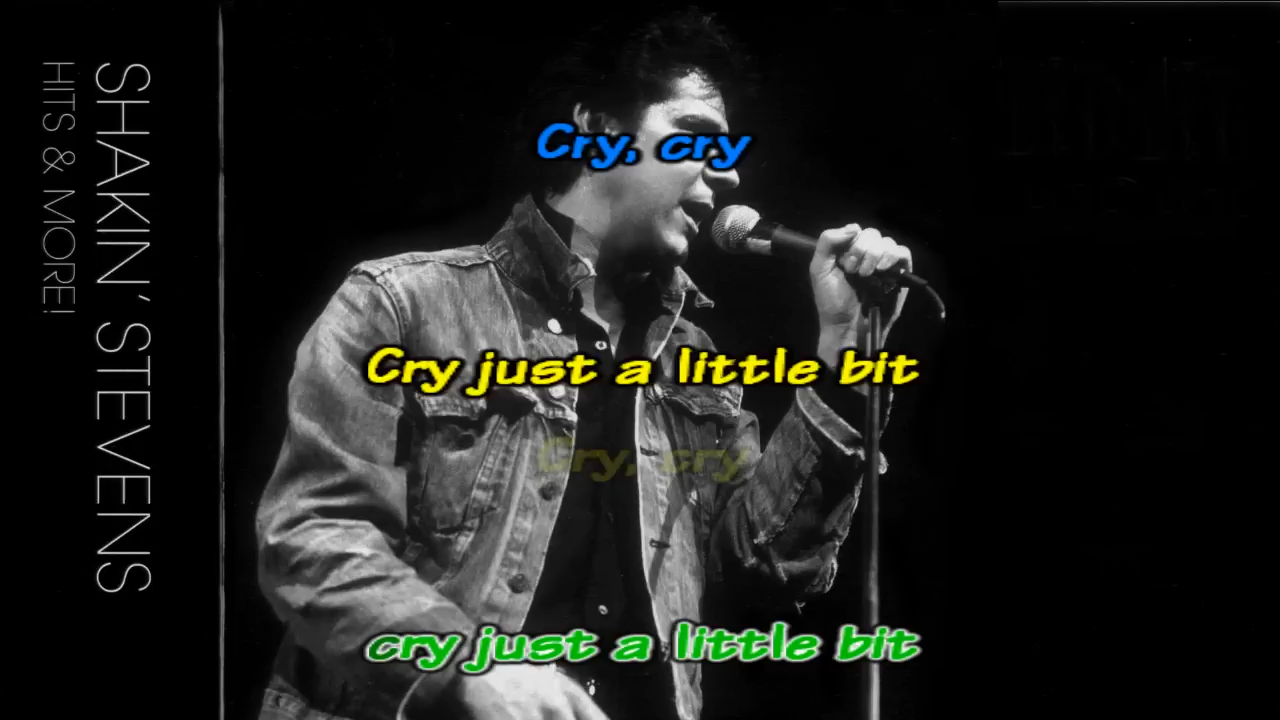 SHAKIN' STEVENS
HITS & MORE!
Cry, cry
Cry just a little bit
Cry, cry
cry just a little bit